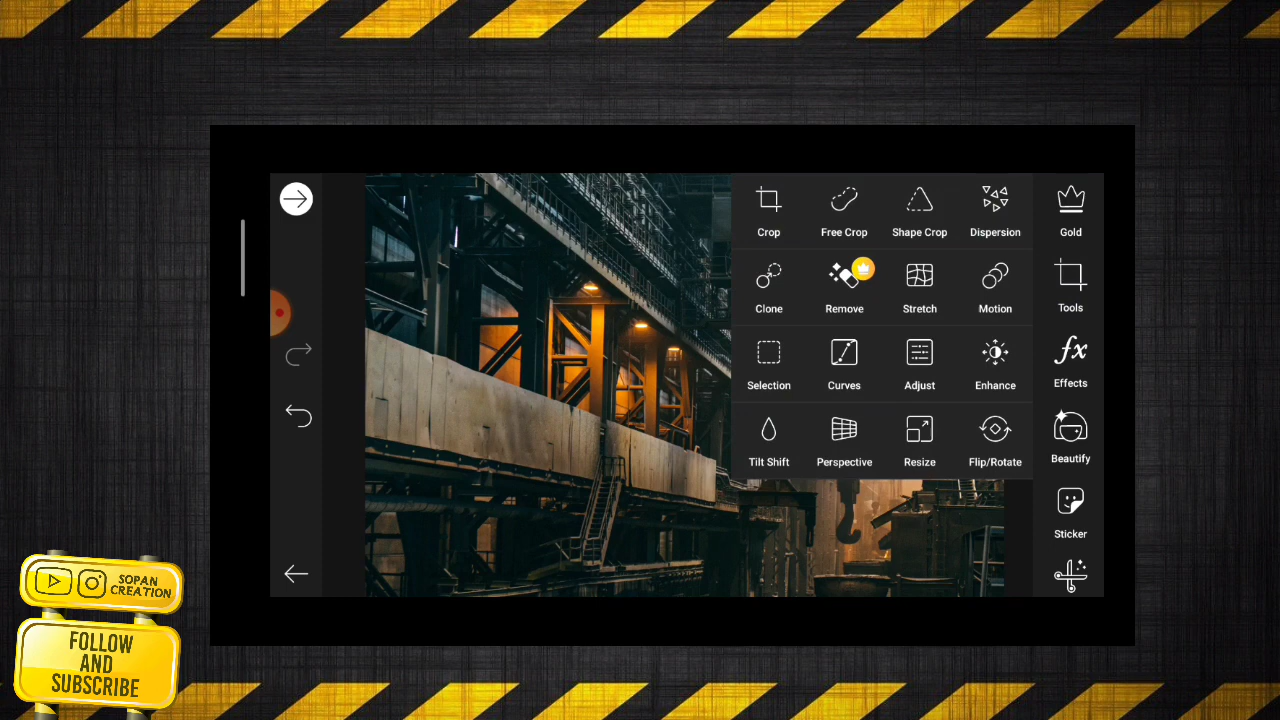 Crop Free Crop Shape Crop Dispersion Gold
Clone Remove Stretch Motion Tools
Selection Curves Adjust Enhance Effects
Tilt Shift Perspective Resize Flip/Rotate Beautify
Sticker
SOPAN
CREATION
FOLLOW
AND
SUBSCRIBE